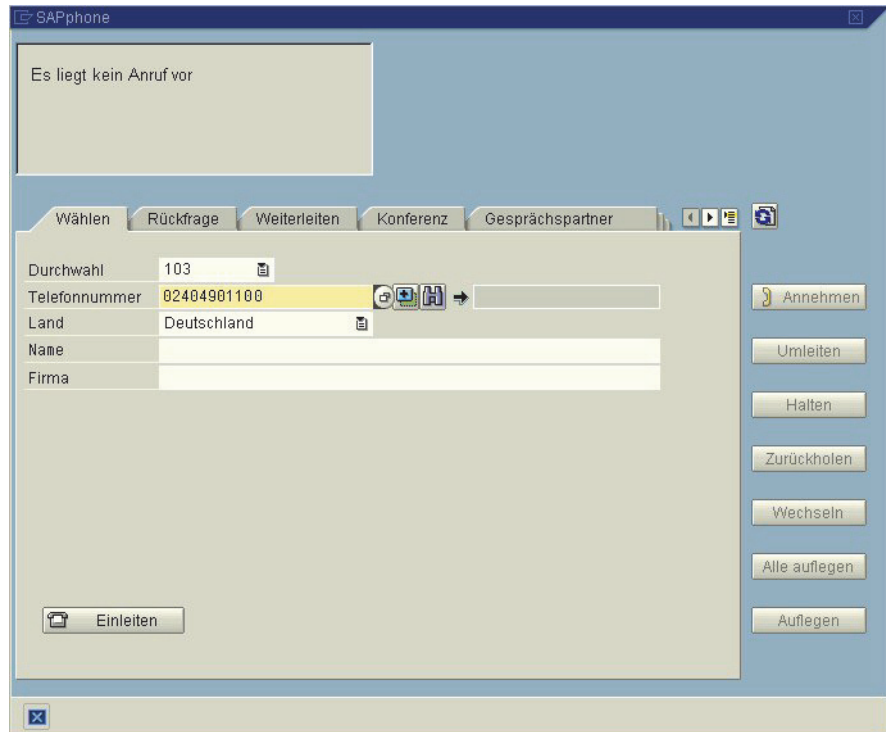 SAPphone
Es liegt kein Anruf vor
Wählen Rückfrage Weiterleiten Konferenz Gesprächspartner
Durchwahl 103
Telefonnummer 02404901100
Land Deutschland
Name
Firma
Annehmen
Umleiten
Halten
Zurückholen
Wechseln
Alle auflegen
Einleiten
Auflegen